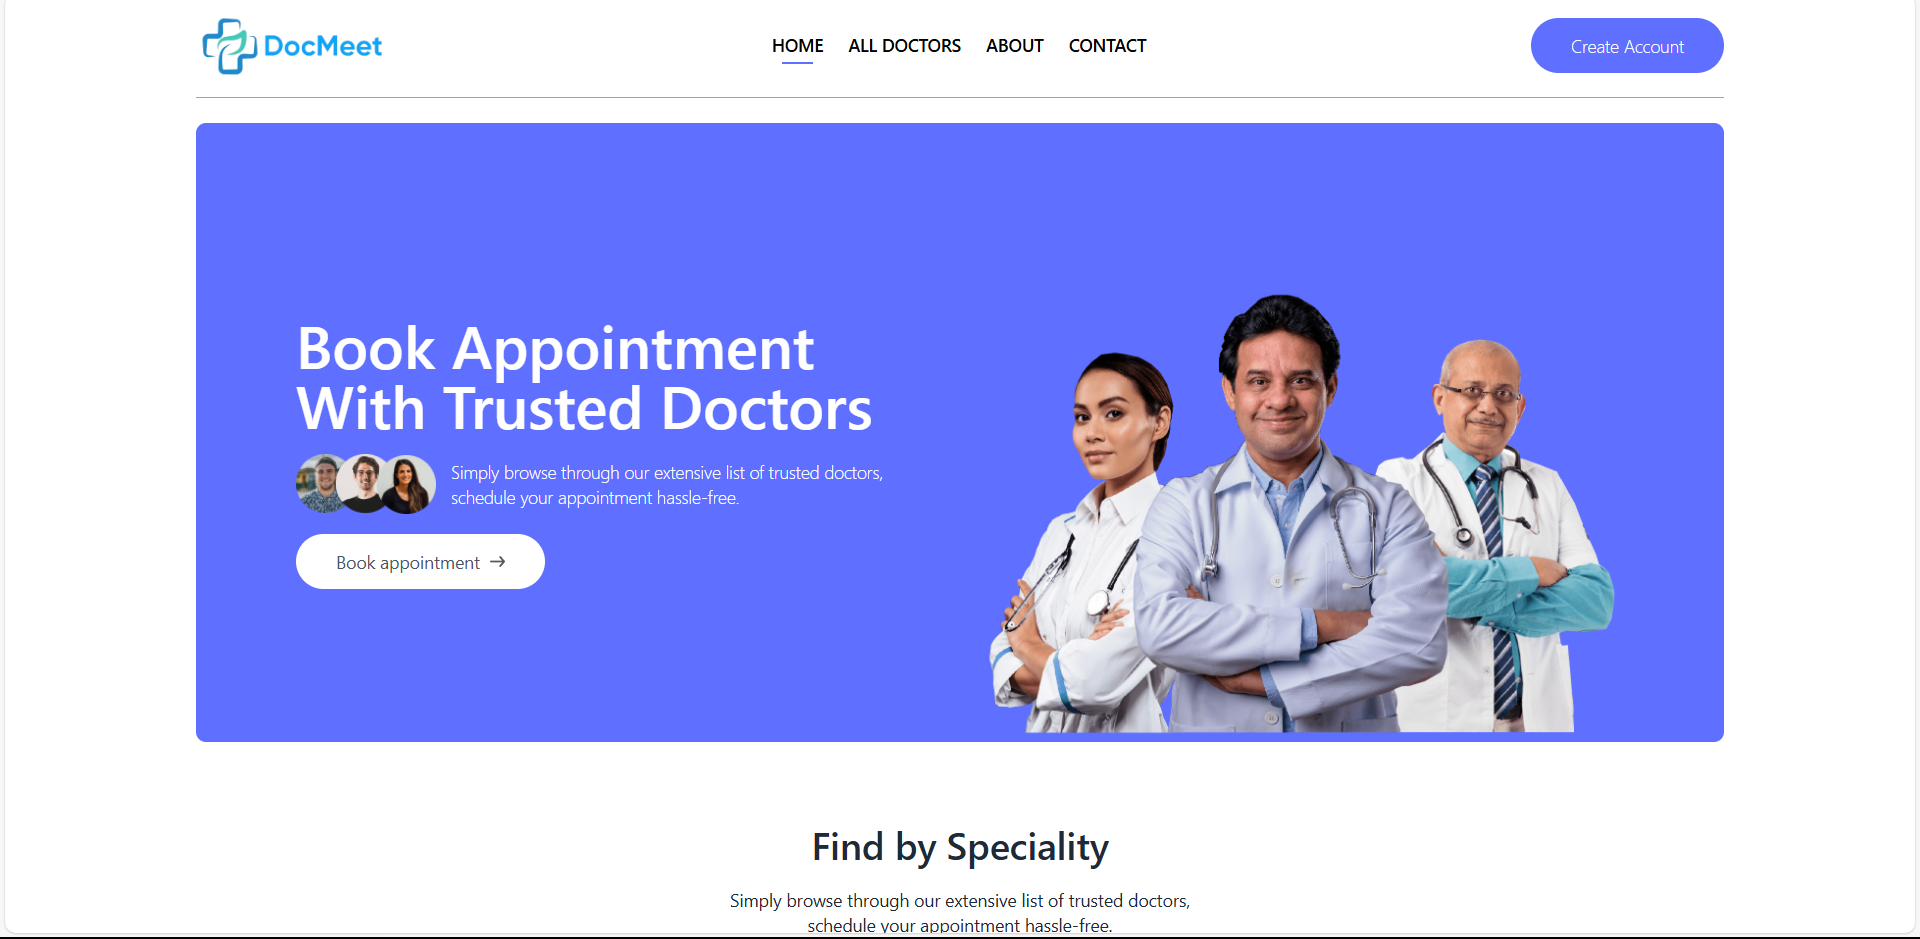 DocMeet
HOME
ALL DOCTORS
ABOUT
CONTACT
Create Account
Book Appointment
With Trusted Doctors
Simply browse through our extensive list of trusted doctors,
schedule your appointment hassle-free.
Book appointment →
Find by Speciality
Simply browse through our extensive list of trusted doctors,
schedule your appointment hassle-free.